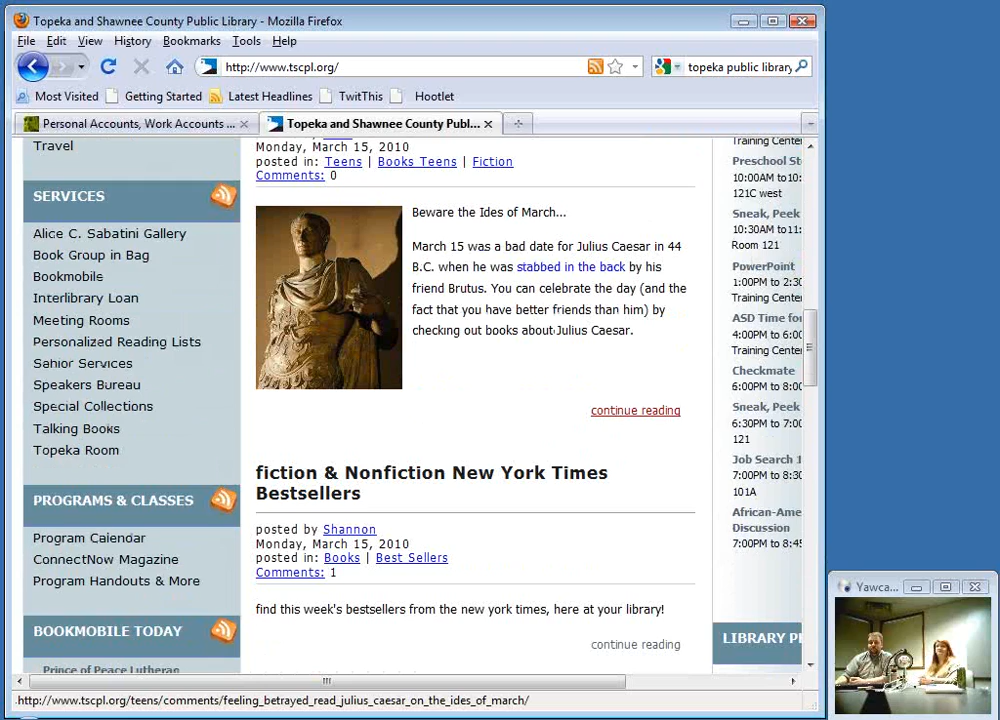 Topeka and Shawnee County Public Library - Mozilla Firefox
File Edit View History Bookmarks Tools Help
http://www.tscpl.org/
topeka public library
Most Visited Getting Started Latest Headlines TwitThis Hootlet
Personal Accounts, Work Accounts ...
Topeka and Shawnee County Publ...
Travel
SERVICES
Alice C. Sabatini Gallery
Book Group in Bag
Bookmobile
Interlibrary Loan
Meeting Rooms
Personalized Reading Lists
Senior Services
Speakers Bureau
Special Collections
Talking Books
Topeka Room
PROGRAMS & CLASSES
Program Calendar
ConnectNow Magazine
Program Handouts & More
BOOKMOBILE TODAY
Prince of Peace Lutheran
Monday, March 15, 2010
posted in: Teens | Books Teens | Fiction
Comments: 0
Beware the Ides of March...
March 15 was a bad date for Julius Caesar in 44
B.C. when he was stabbed in the back by his
friend Brutus. You can celebrate the day (and the
fact that you have better friends than him) by
checking out books about Julius Caesar.
continue reading
fiction & Nonfiction New York Times
Bestsellers
posted by Shannon
Monday, March 15, 2010
posted in: Books | Best Sellers
Comments: 1
find this week's bestsellers from the new york times, here at your library!
continue reading
Training Center
Preschool St
10:00AM to10:
121C west
Sneak, Peek
10:30AM to11:
Room 121
PowerPoint
1:00PM to 2:30
Training Center
ASD Time for
4:00PM to 6:00
Training Center
Checkmate
6:00PM to 8:00
Sneak, Peek
6:30PM to 7:00
121
Job Search 1
7:00PM to 8:30
101A
African-Ame
Discussion
7:00PM to 8:45
LIBRARY P
http://www.tscpl.org/teens/comments/feeling_betrayed_read_julius_caesar_on_the_ides_of_march/
Yawca...